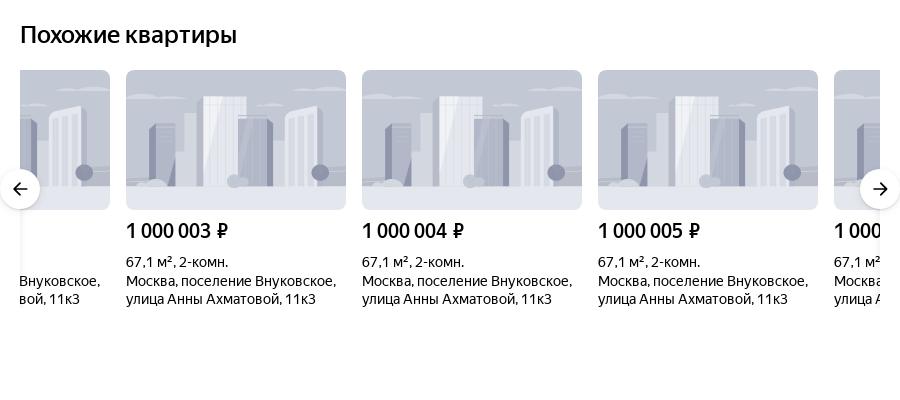 Похожие квартиры
Внуковское,
вой, 11к3
1 000 003 ₽
67,1 м², 2-комн.
Москва, поселение Внуковское,
улица Анны Ахматовой, 11к3
1 000 004 ₽
67,1 м², 2-комн.
Москва, поселение Внуковское,
улица Анны Ахматовой, 11к3
1 000 005 ₽
67,1 м², 2-комн.
Москва, поселение Внуковское,
улица Анны Ахматовой, 11к3
1 000
67,1 м²
Москва
улица А